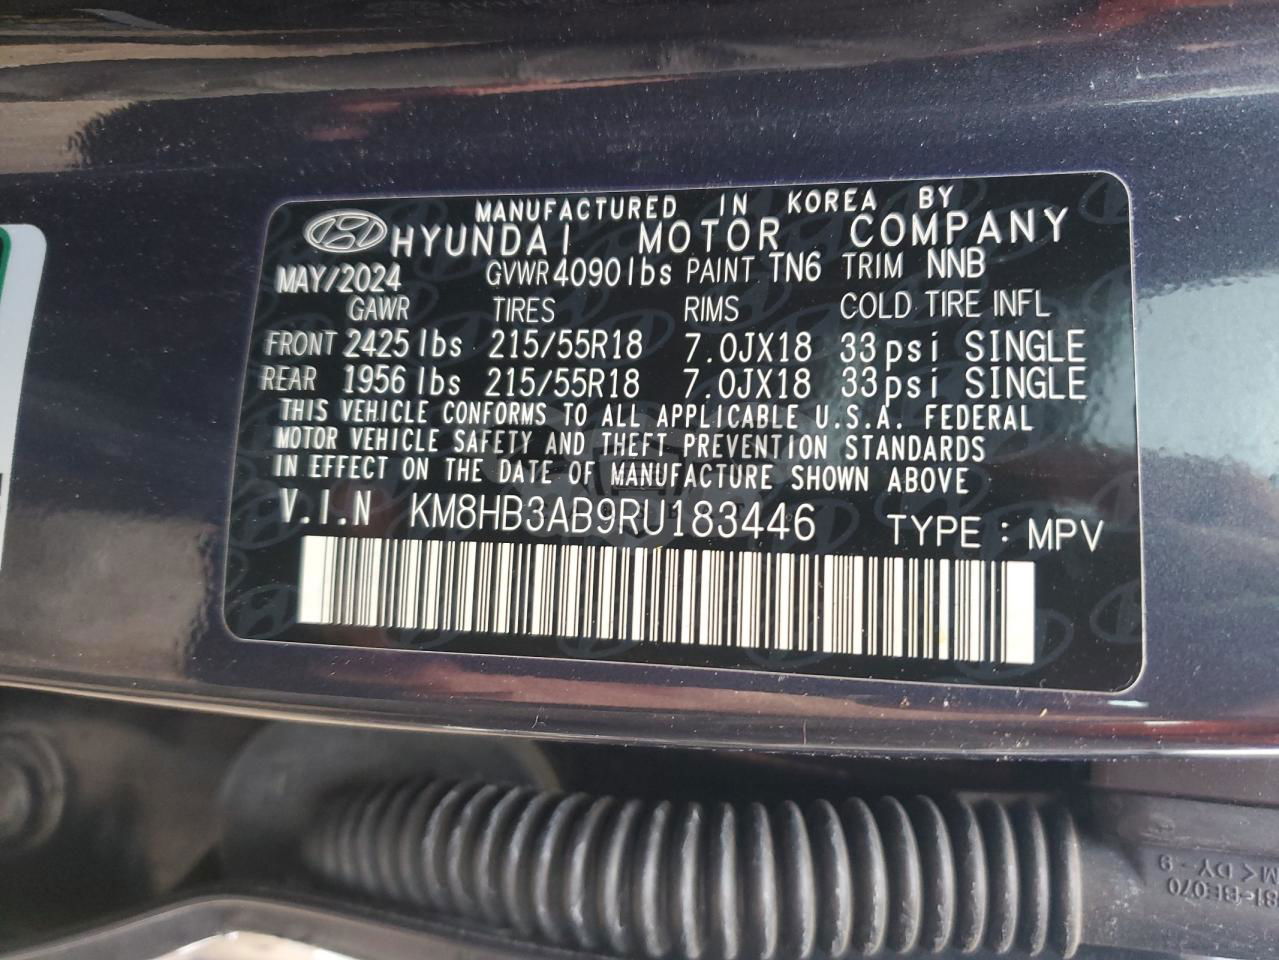 MANUFACTURED IN KOREA BY
HYUNDAI MOTOR COMPANY
MAY/2024 GVWR 4090lbs PAINT TN6 TRIM NNB
GAWR TIRES RIMS COLD TIRE INFL
FRONT 2425 lbs 215/55R18 7.0JX18 33psi SINGLE
REAR 1956 lbs 215/55R18 7.0JX18 33psi SINGLE
THIS VEHICLE CONFORMS TO ALL APPLICABLE U.S.A. FEDERAL
MOTOR VEHICLE SAFETY AND THEFT PREVENTION STANDARDS
IN EFFECT ON THE DATE OF MANUFACTURE SHOWN ABOVE
V.I.N KM8HB3AB9RU183446 TYPE : MPV